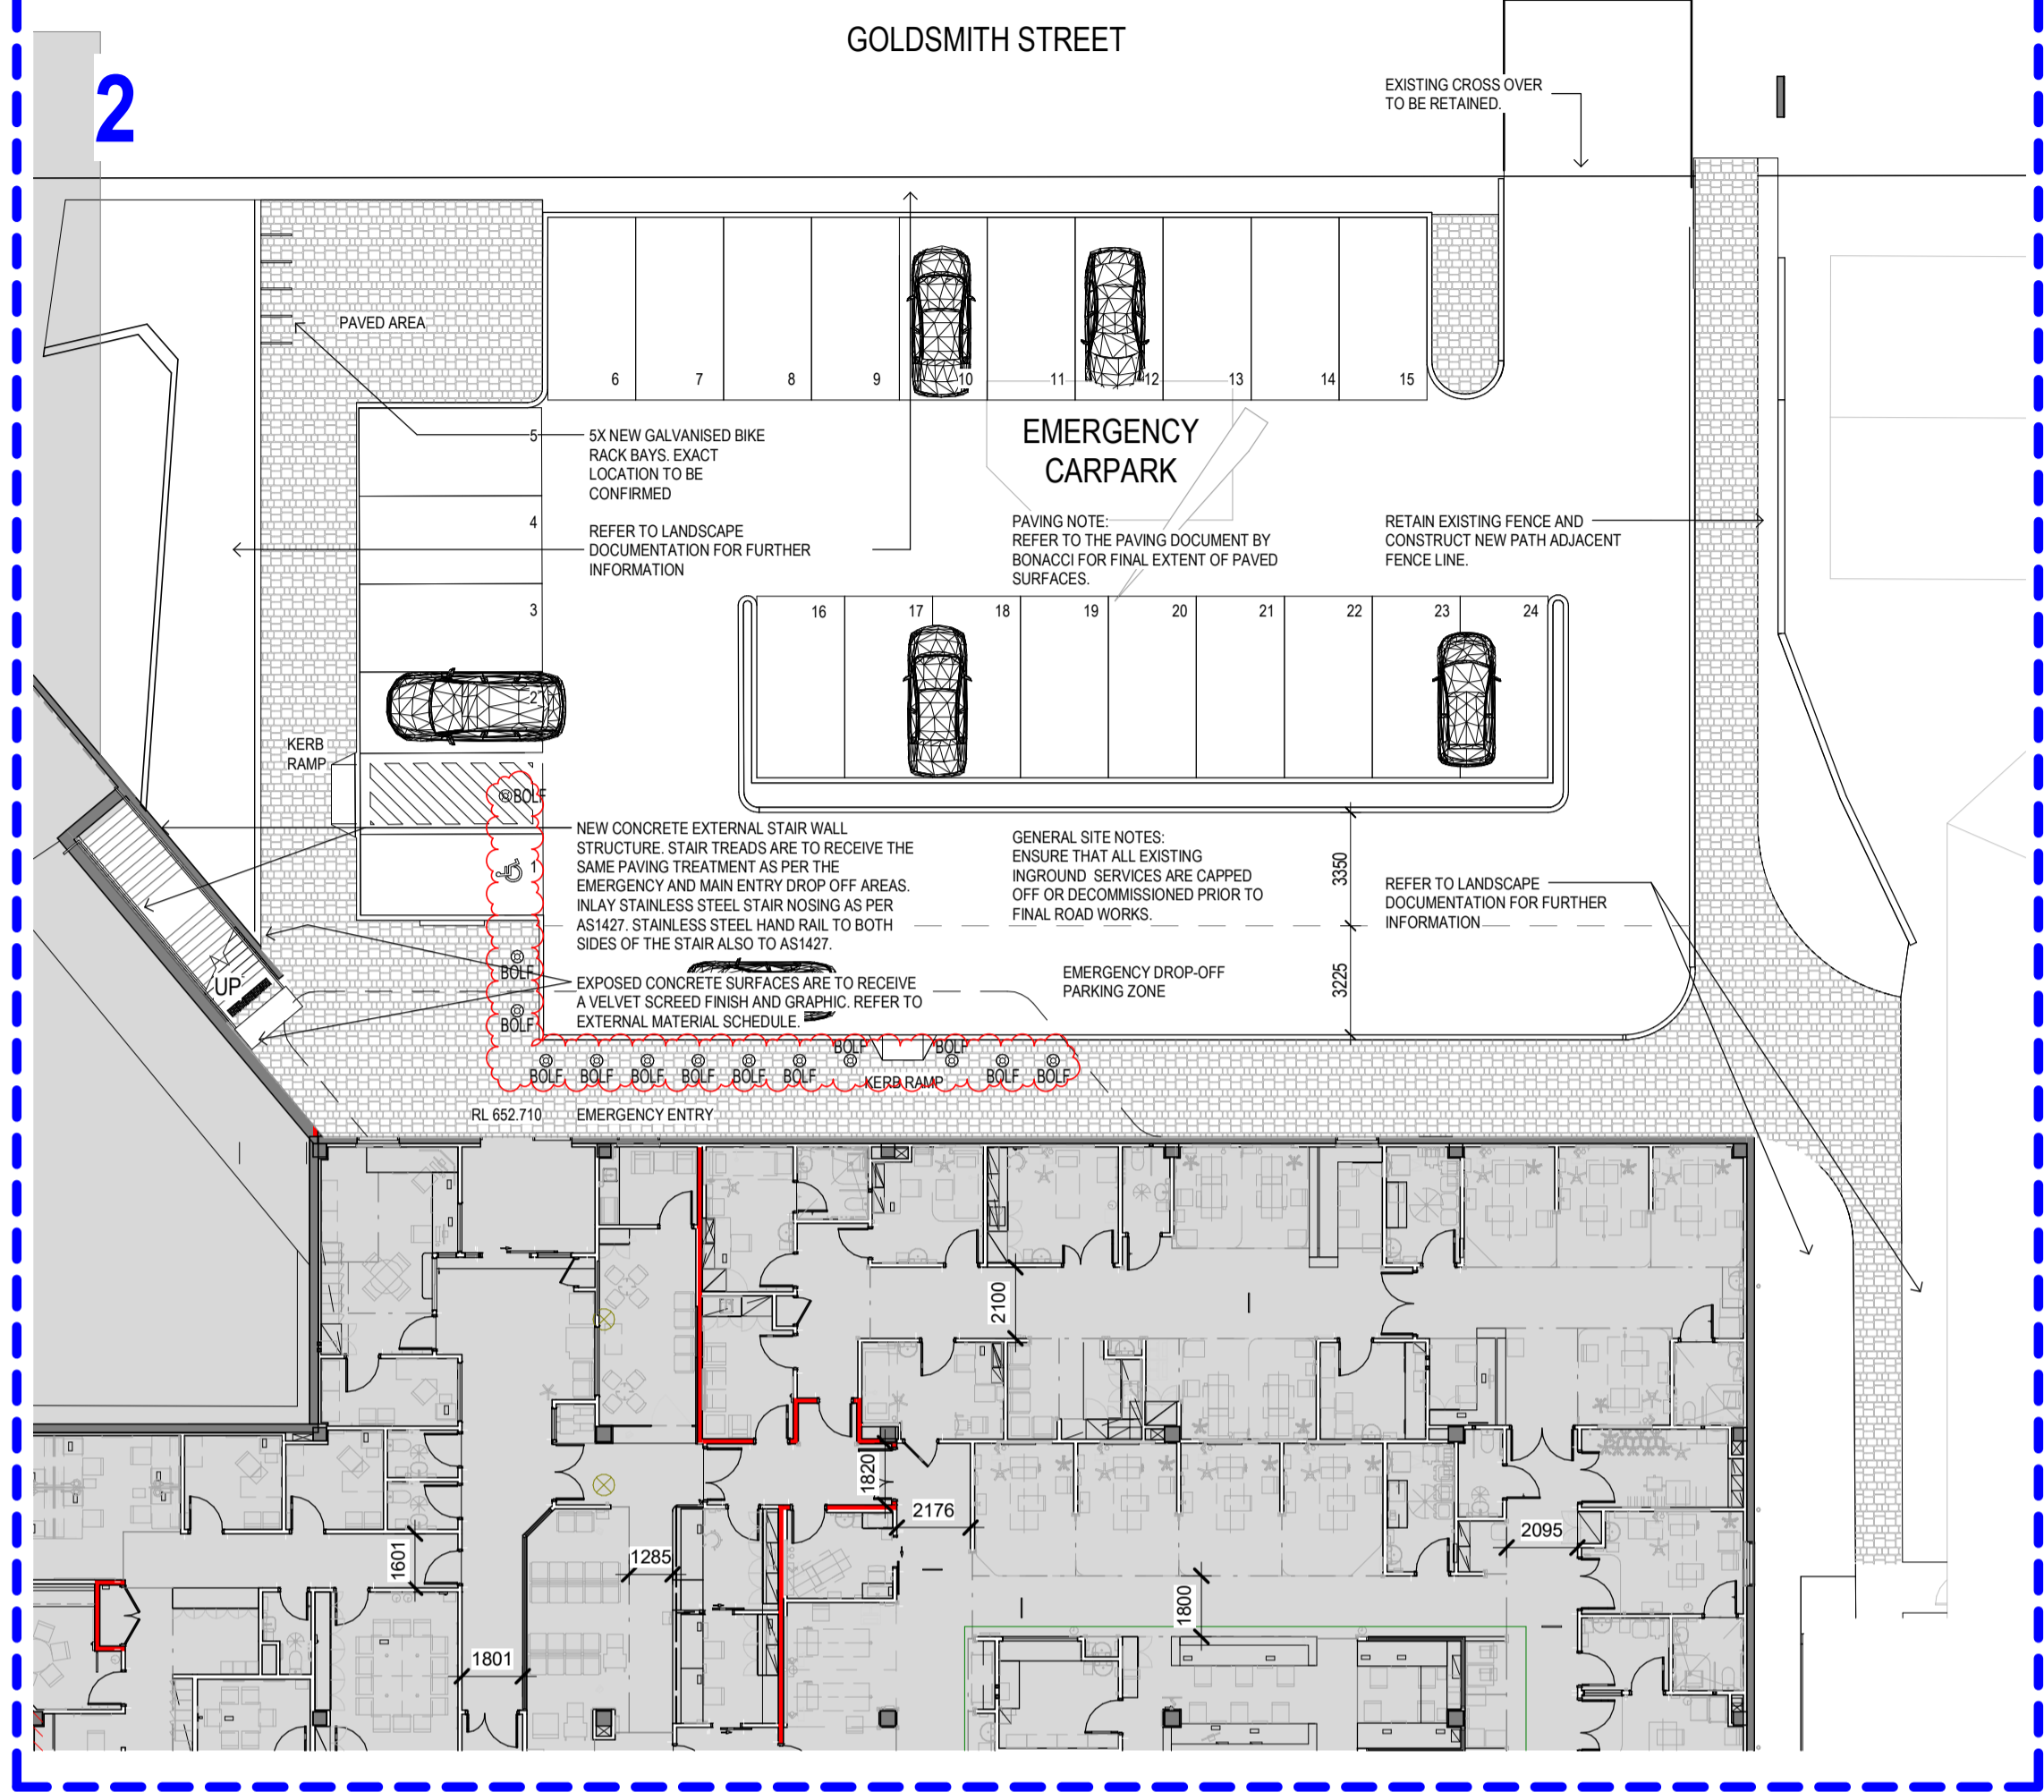 GOLDSMITH STREET
2
EXISTING CROSS OVER
TO BE RETAINED.
PAVED AREA
6
7
8
9
10
11
12
13
14
15
5
4
3
2
1
5X NEW GALVANISED BIKE
RACK BAYS. EXACT
LOCATION TO BE
CONFIRMED
EMERGENCY
CARPARK
REFER TO LANDSCAPE
DOCUMENTATION FOR FURTHER
INFORMATION
PAVING NOTE:
REFER TO THE PAVING DOCUMENT BY
BONACCI FOR FINAL EXTENT OF PAVED
SURFACES.
RETAIN EXISTING FENCE AND
CONSTRUCT NEW PATH ADJACENT
FENCE LINE.
16
17
18
19
20
21
22
23
24
KERB
RAMP
BOLF
NEW CONCRETE EXTERNAL STAIR WALL
STRUCTURE. STAIR TREADS ARE TO RECEIVE THE
SAME PAVING TREATMENT AS PER THE
EMERGENCY AND MAIN ENTRY DROP OFF AREAS.
INLAY STAINLESS STEEL STAIR NOSING AS PER
AS1427. STAINLESS STEEL HAND RAIL TO BOTH
SIDES OF THE STAIR ALSO TO AS1427.
GENERAL SITE NOTES:
ENSURE THAT ALL EXISTING
INGROUND SERVICES ARE CAPPED
OFF OR DECOMMISSIONED PRIOR TO
FINAL ROAD WORKS.
3350
REFER TO LANDSCAPE
DOCUMENTATION FOR FURTHER
INFORMATION
UP
BOLF
BOLF
EXPOSED CONCRETE SURFACES ARE TO RECEIVE
A VELVET SCREED FINISH AND GRAPHIC. REFER TO
EXTERNAL MATERIAL SCHEDULE.
EMERGENCY DROP-OFF
PARKING ZONE
3225
BOLF
BOLF
BOLF
BOLF
BOLF
BOLF
BOLF
BOLF
BOLF
BOLF
KERB RAMP
RL 652.710
EMERGENCY ENTRY
2100
1820
2176
2095
1601
1285
1800
1801